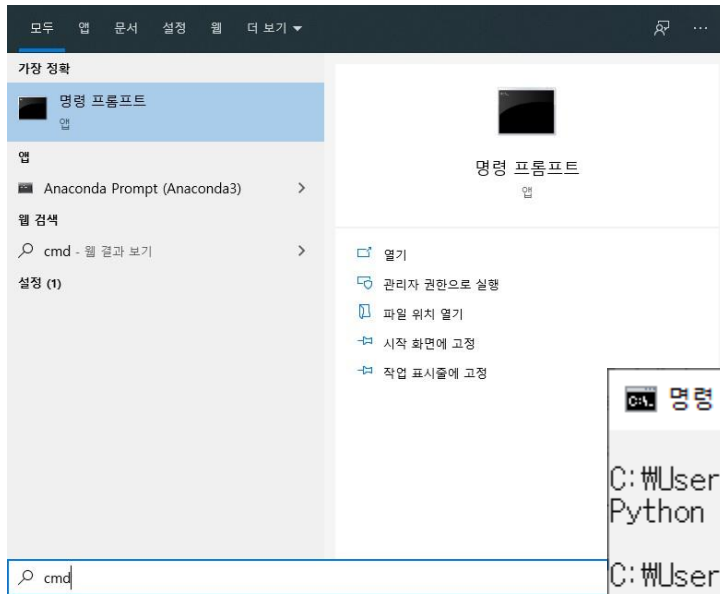 모두 앱 문서 설정 웹 더 보기
가장 정확
명령 프롬프트
앱
앱
Anaconda Prompt (Anaconda3)
웹 검색
cmd - 웹 결과 보기
설정 (1)
명령 프롬프트
앱
열기
관리자 권한으로 실행
파일 위치 열기
시작 화면에 고정
작업 표시줄에 고정
cmd
C:\. 명령
C:₩User
Python
C:₩User